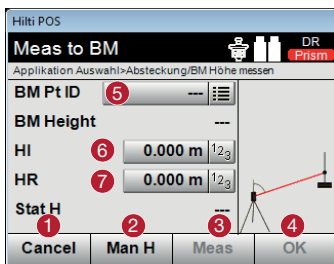 Hilti POS
Meas to BM
DR
Prism
Applikation Auswahl>Absteckung/BM Höhe messen
BM Pt ID 5 ---
BM Height ---
HI 6 0.000 m 123
HR 7 0.000 m 123
Stat H ---
1 2 3 4
Cancel Man H Meas OK